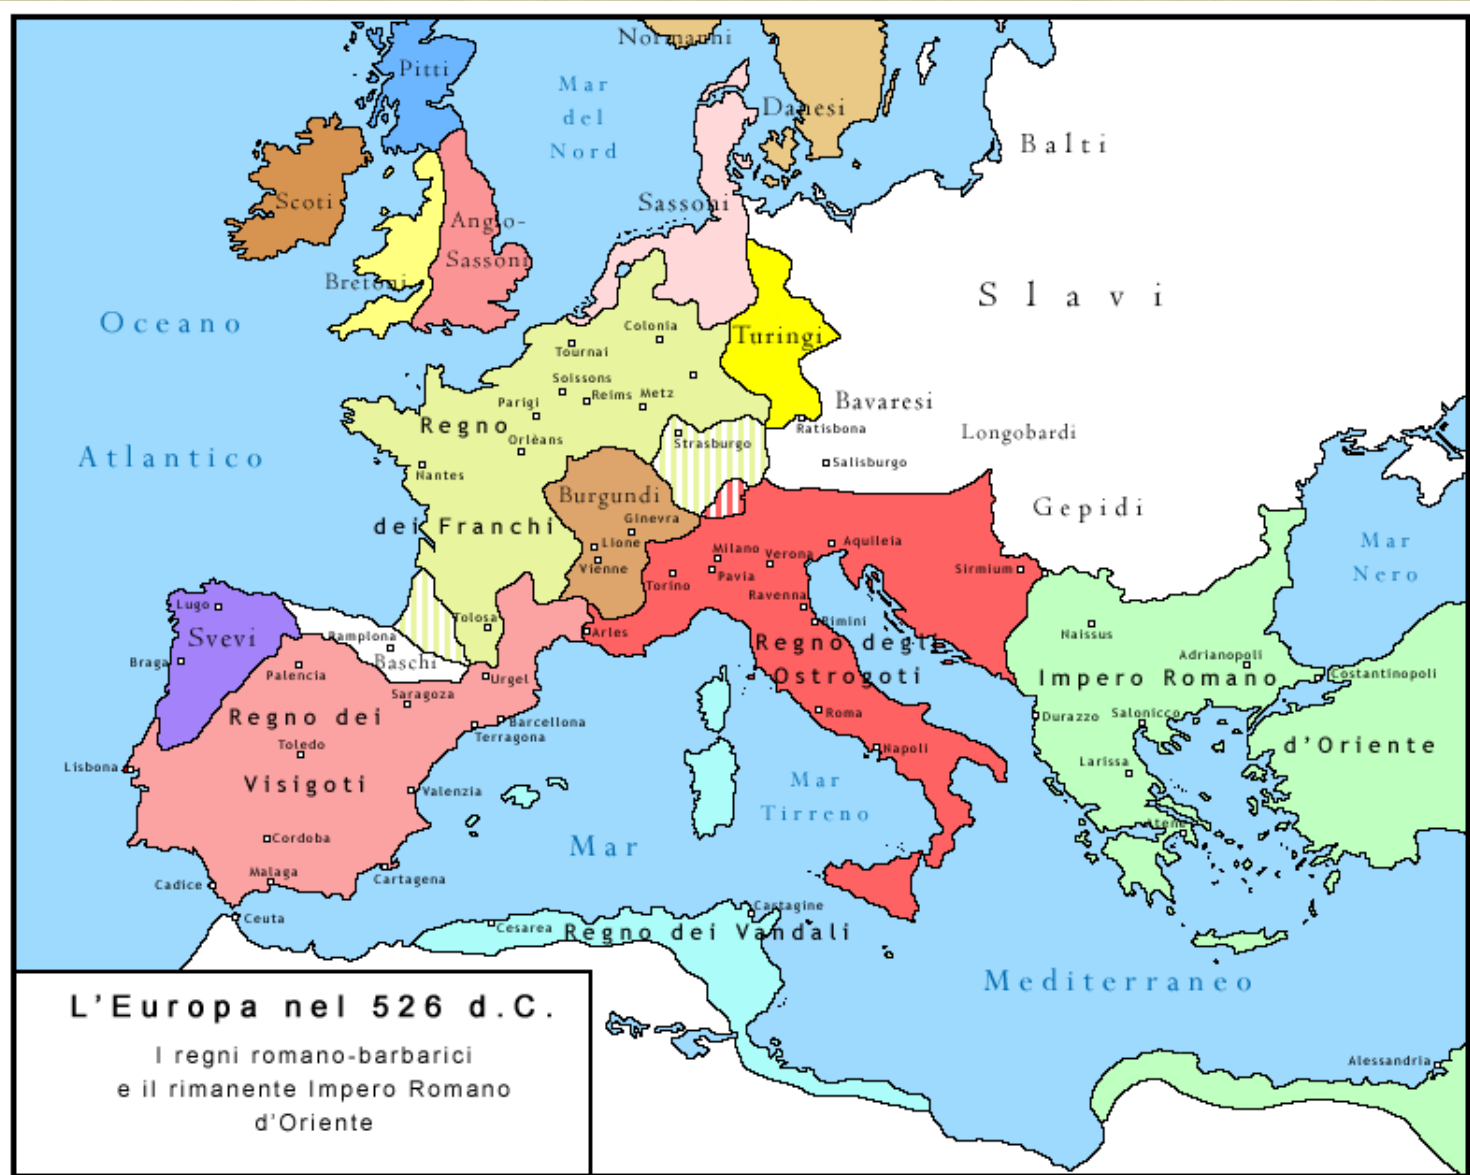 Normanni
Pitti
Mar
del
Nord
Danesi
Balti
Scoti
Sassoni
Anglo-
Sassoni
Bretoni
Slavi
Oceano
Atlantico
Colonia
Tournai
Turingi
Soissons
Reims
Metz
Parigi
Regno
Orlèans
Nantes
dei Franchi
Strasburgo
Bavaresi
Ratisbona
Salisburgo
Longobardi
Gepidi
Burgundi
Ginevra
Lione
Vienne
Milano
Verona
Aquileia
Pavia
Torino
Sirmium
Ravenna
Rimini
Mar
Nero
Lugo
Svevi
Braga
Pamplona
Baschi
Tolosa
Arles
Regno degli
Ostrogoti
Naissus
Adrianopoli
Impero Romano
Costantinopoli
Palencia
Urgel
Saragoza
Regno dei
Visigoti
Barcellona
Terragona
Toledo
Lisbona
Valenzia
Roma
Napoli
Durazzo
Salonicco
d'Oriente
Larissa
Atene
Mar
Tirreno
Cordoba
Malaga
Cadice
Cartagena
Ceuta
Mar
Mediterraneo
Cesarea
Cartagine
Regno dei Vandali
Alessandria
L'Europa nel 526 d.C.
I regni romano-barbarici
e il rimanente Impero Romano
d'Oriente